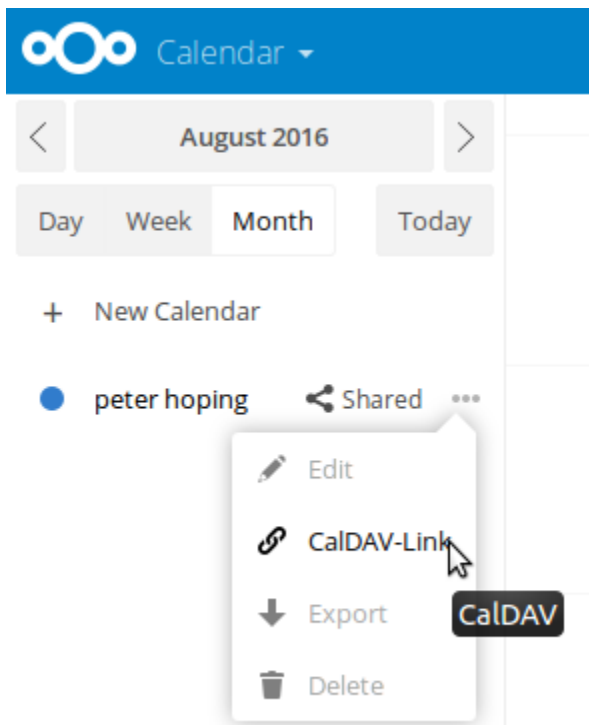 Calendar
August 2016
Day Week Month Today
+ New Calendar
peter hoping Shared
Edit
CalDAV-Link
Export
CalDAV
Delete